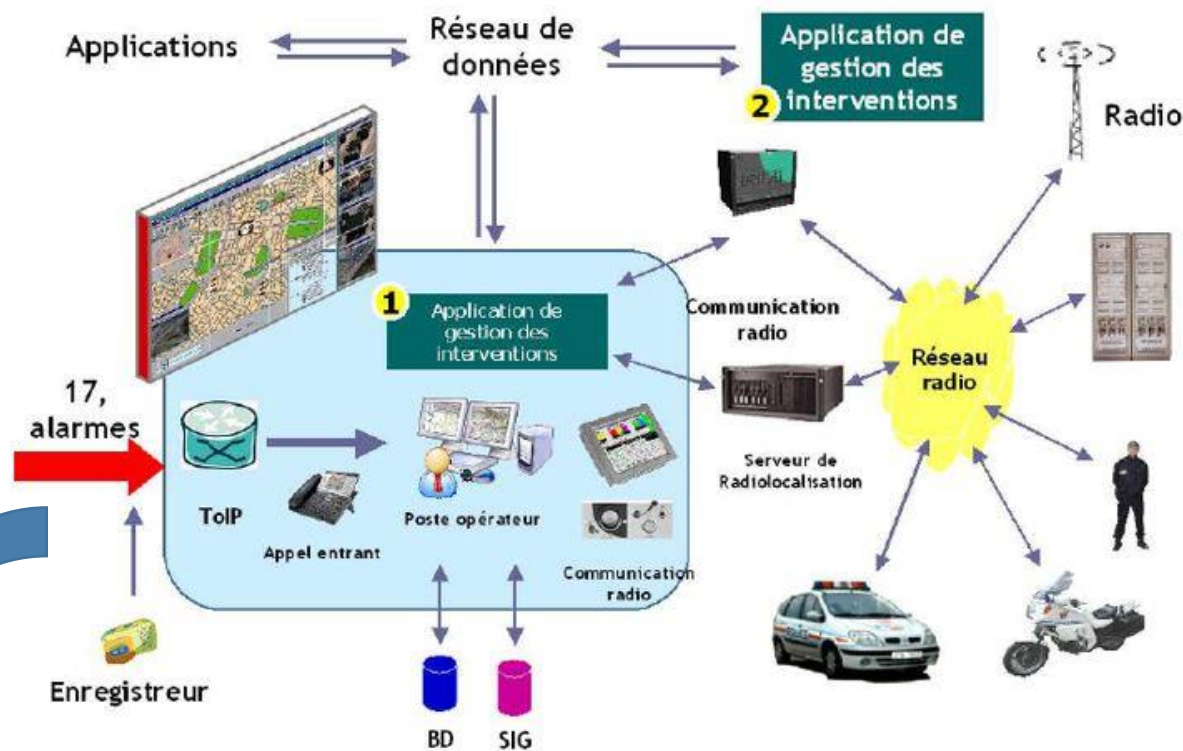 Applications
Réseau de
données
Application de
gestion des
interventions
2
Radio
1
Application de
gestion des
interventions
Communication
radio
Réseau
radio
17,
alarmes
ToIP
Appel entrant
Poste opérateur
Communication
radio
Serveur de
Radiolocalisation
Enregistreur
BD
SIG